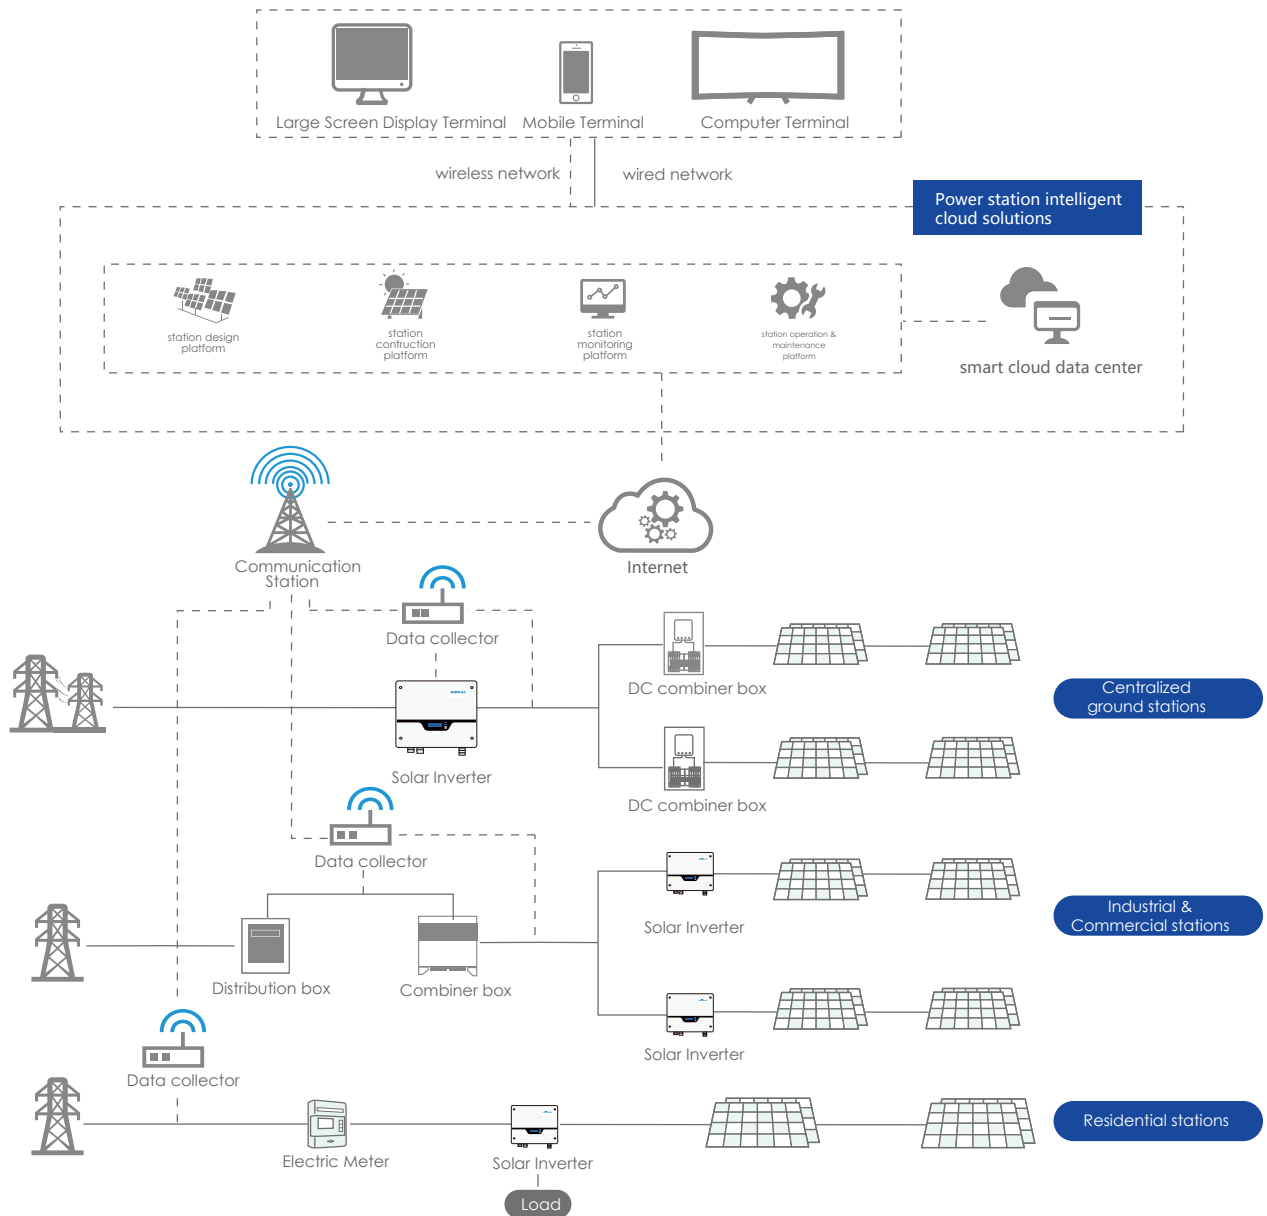 Large Screen Display Terminal
Mobile Terminal
Computer Terminal
wireless network
wired network
Power station intelligent
cloud solutions
station design
platform
station
contruction
platform
station
monitoring
platform
station operation &
maintenance
platform
smart cloud data center
Communication
Station
Internet
Data collector
DC combiner box
Centralized
ground stations
Solar Inverter
DC combiner box
Data collector
Solar Inverter
Industrial &
Commercial stations
Distribution box
Combiner box
Solar Inverter
Data collector
Residential stations
Electric Meter
Solar Inverter
Load